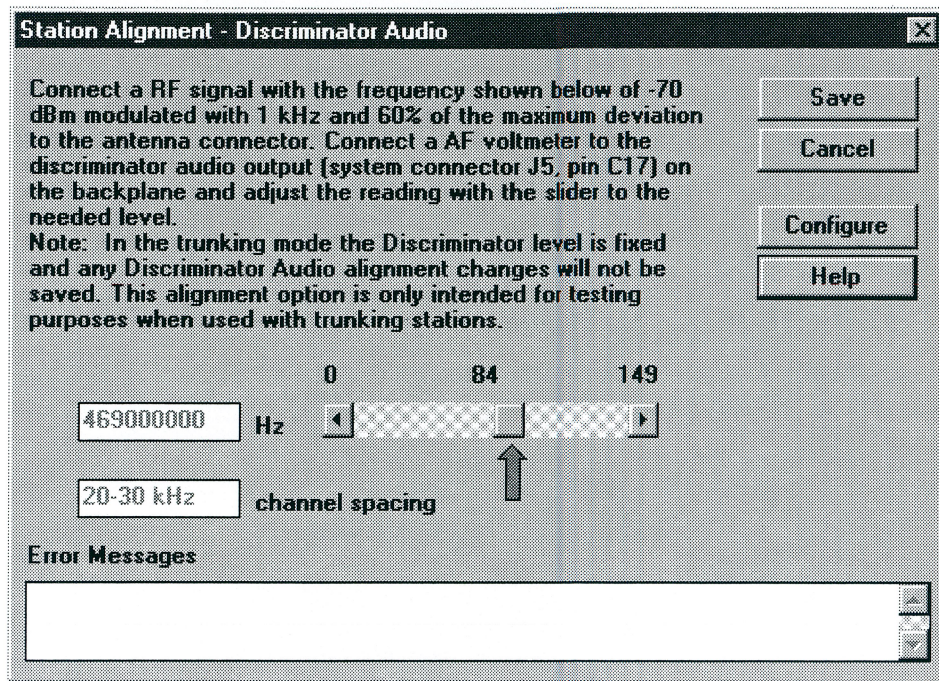 Station Alignment - Discriminator Audio
Connect a RF signal with the frequency shown below of -70
dBm modulated with 1 kHz and 60% of the maximum deviation
to the antenna connector. Connect a AF voltmeter to the
discriminator audio output (system connector J5, pin C17) on
the backplane and adjust the reading with the slider to the
needed level.
Note: In the trunking mode the Discriminator level is fixed
and any Discriminator Audio alignment changes will not be
saved. This alignment option is only intended for testing
purposes when used with trunking stations.
Save
Cancel
Configure
Help
0 84 149
469000000 Hz
20-30 kHz channel spacing
Error Messages